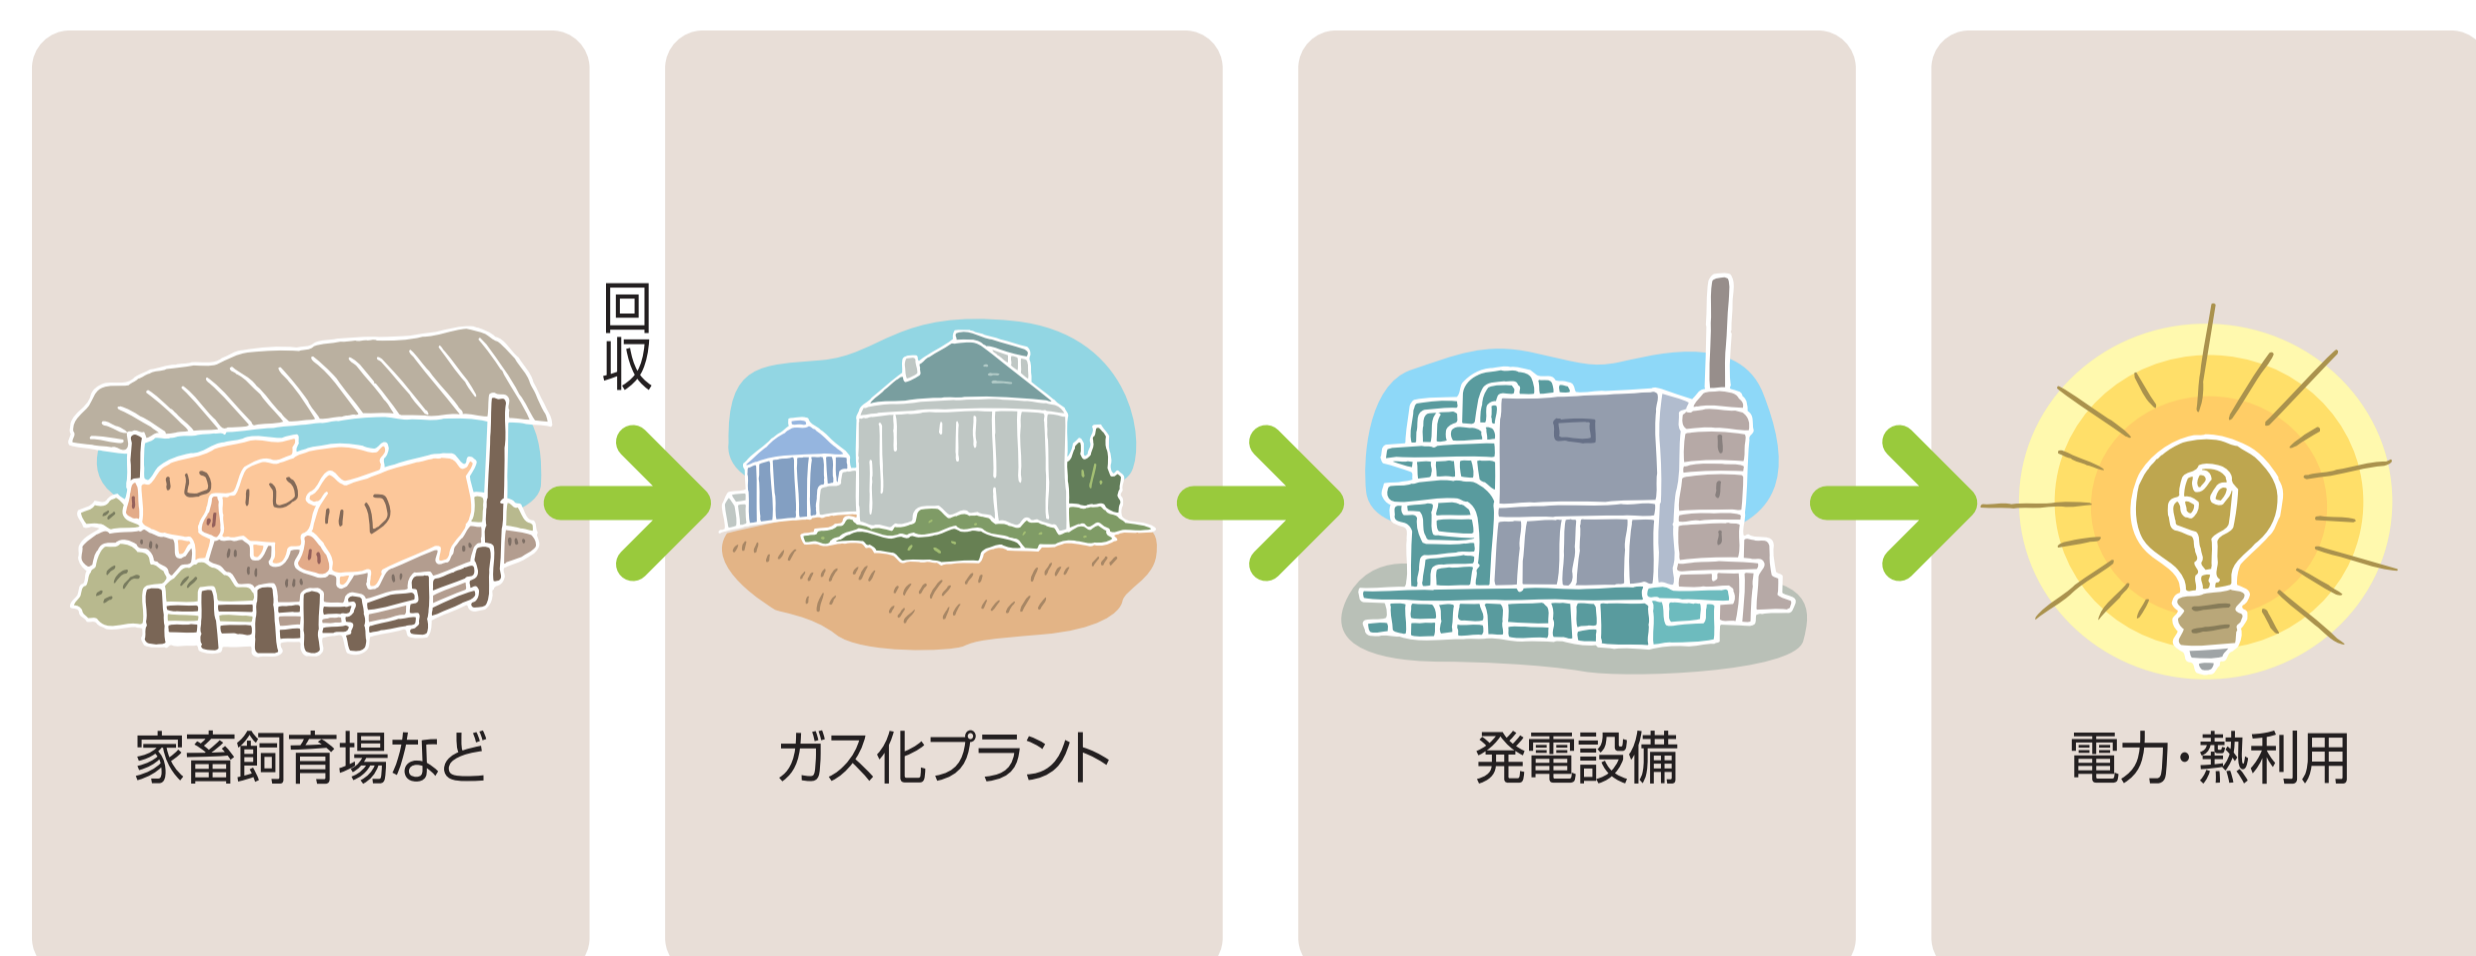 回収
家畜飼育場など
ガス化プラント
発電設備
電力・熱利用